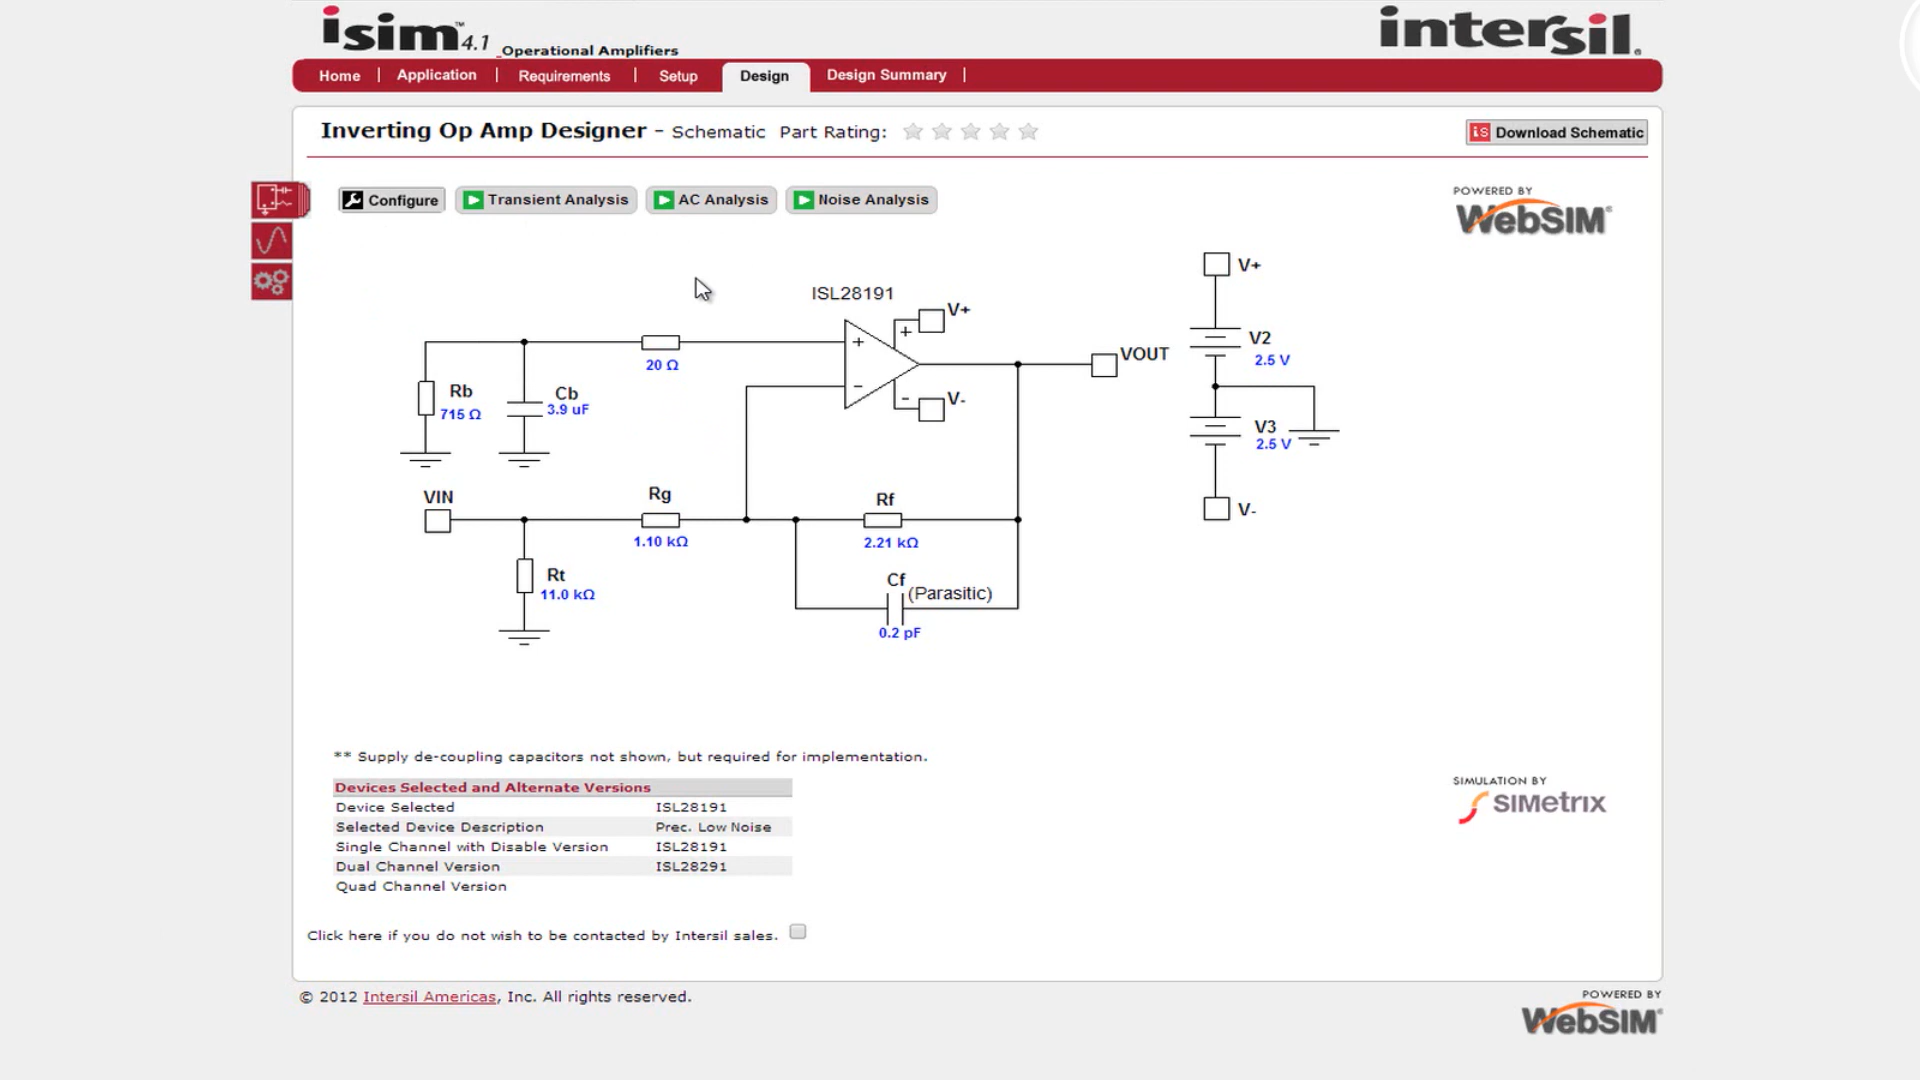 isim™ 4.1 Operational Amplifiers
intersil®
Home | Application | Requirements | Setup Design Design Summary |
Inverting Op Amp Designer - Schematic Part Rating:
is Download Schematic
Configure Transient Analysis AC Analysis Noise Analysis
POWERED BY
WebSIM®
V+
ISL28191
V+
+
+
V2
2.5 V
VOUT
20 Ω
-
-
V-
Rb
715 Ω
Cb
3.9 uF
V3
2.5 V
VIN
Rg
1.10 kΩ
Rf
2.21 kΩ
V-
Rt
11.0 kΩ
Cf
(Parasitic)
0.2 pF
** Supply de-coupling capacitors not shown, but required for implementation.
Devices Selected and Alternate Versions
Device Selected ISL28191
Selected Device Description Prec. Low Noise
Single Channel with Disable Version ISL28191
Dual Channel Version ISL28291
Quad Channel Version
SIMULATION BY
SIMetrix
Click here if you do not wish to be contacted by Intersil sales.
© 2012 Intersil Americas, Inc. All rights reserved.
POWERED BY
WebSIM®